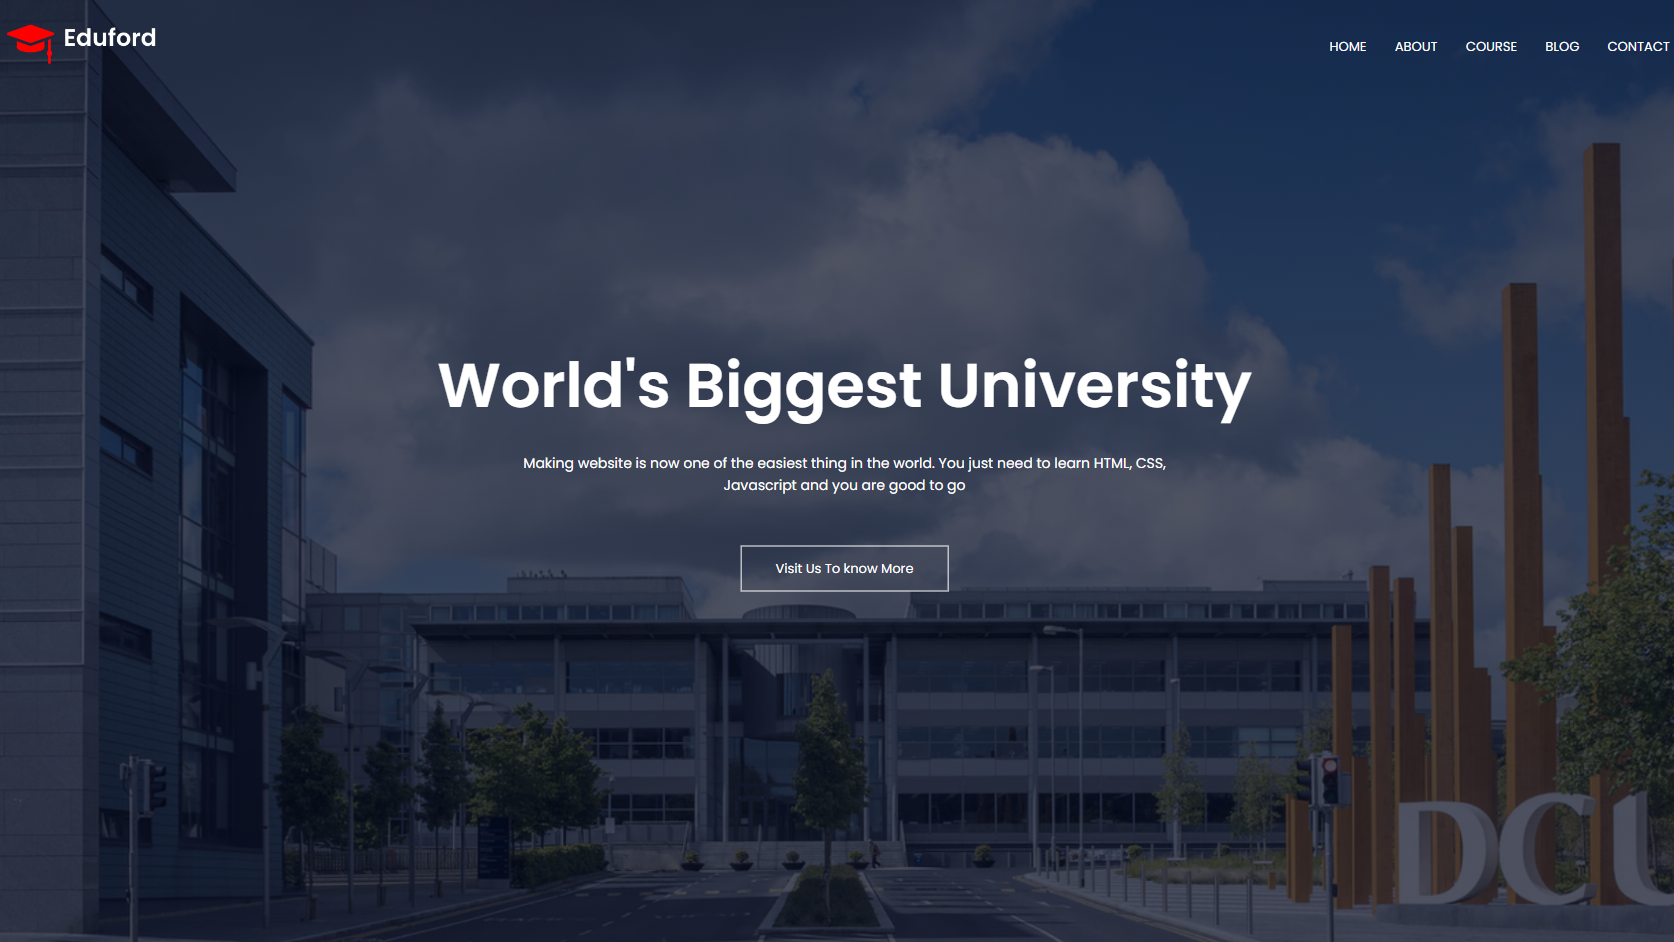 Eduford
HOME ABOUT COURSE BLOG CONTACT
World's Biggest University
Making website is now one of the easiest thing in the world. You just need to learn HTML, CSS,
Javascript and you are good to go
Visit Us To know More
DCU